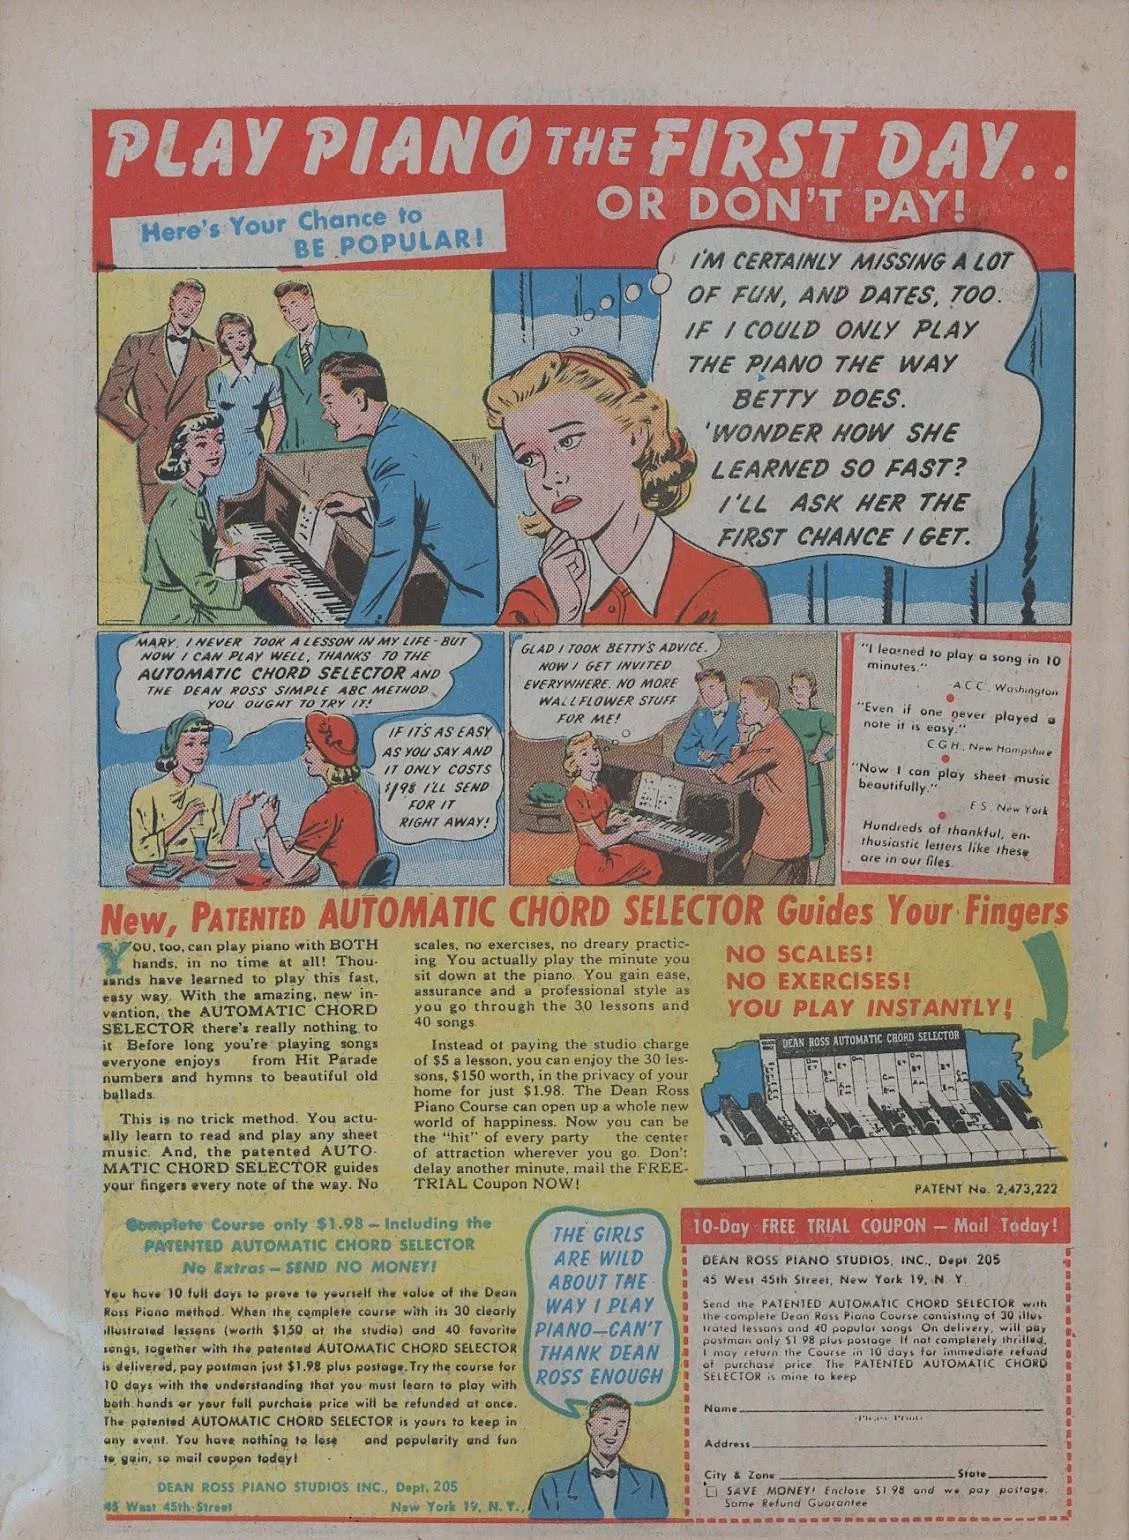 PLAY PIANO THE FIRST DAY..
OR DON'T PAY!
Here's Your Chance to
BE POPULAR!
I'M CERTAINLY MISSING A LOT
OF FUN, AND DATES, TOO.
IF I COULD ONLY PLAY
THE PIANO THE WAY
BETTY DOES.
'WONDER HOW SHE
LEARNED SO FAST?
I'LL ASK HER THE
FIRST CHANCE I GET.
MARY, I NEVER TOOK A LESSON IN MY LIFE-BUT
NOW I CAN PLAY WELL, THANKS TO THE
AUTOMATIC CHORD SELECTOR AND
THE DEAN ROSS SIMPLE ABC METHOD
YOU OUGHT TO TRY IT!
IF IT'S AS EASY
AS YOU SAY AND
IT ONLY COSTS
$1.98 I'LL SEND
FOR IT
RIGHT AWAY!
GLAD I TOOK BETTY'S ADVICE.
NOW I GET INVITED
EVERYWHERE. NO MORE
WALLFLOWER STUFF
FOR ME!
"I learned to play a song in 10
minutes."
A.C.C., Washington
"Even if one never played a
note it is easy."
C.G.H., New Hampshire
"Now I can play sheet music
beautifully."
E.S., New York
Hundreds of thankful, en-
thusiastic letters like these
are in our files.
New, PATENTED AUTOMATIC CHORD SELECTOR Guides Your Fingers
YOU, too, can play piano with BOTH
hands, in no time at all! Thou-
sands have learned to play this fast,
easy way. With the amazing, new in-
vention, the AUTOMATIC CHORD
SELECTOR there's really nothing to
it Before long you're playing songs
everyone enjoys from Hit Parade
numbers and hymns to beautiful old
ballads.
This is no trick method. You actu-
ally learn to read and play any sheet
music. And, the patented AUTO-
MATIC CHORD SELECTOR guides
your fingers every note of the way. No
scales, no exercises, no dreary practic-
ing You actually play the minute you
sit down at the piano. You gain ease,
assurance and a professional style as
you go through the 30 lessons and
40 songs
Instead of paying the studio charge
of $5 a lesson, you can enjoy the 30 les-
sons, $150 worth, in the privacy of your
home for just $1.98. The Dean Ross
Piano Course can open up a whole new
world of happiness. Now you can be
the "hit" of every party the center
of attraction wherever you go. Don't
delay another minute, mail the FREE-
TRIAL Coupon NOW!
NO SCALES!
NO EXERCISES!
YOU PLAY INSTANTLY!
DEAN ROSS AUTOMATIC CHORD SELECTOR
PATENT No. 2,473,222
Complete Course only $1.98 — Including the
PATENTED AUTOMATIC CHORD SELECTOR
No Extras — SEND NO MONEY!
You have 10 full days to prove to yourself the value of the Dean
Ross Piano method. When the complete course with its 30 clearly
illustrated lessons (worth $150 at the studio) and 40 favorite
songs, together with the patented AUTOMATIC CHORD SELECTOR
is delivered, pay postman just $1.98 plus postage. Try the course for
10 days with the understanding that you must learn to play with
both hands or your full purchase price will be refunded at once.
The patented AUTOMATIC CHORD SELECTOR is yours to keep in
any event. You have nothing to lose and popularity and fun
to gain, so mail coupon today!
DEAN ROSS PIANO STUDIOS INC., Dept. 205
45 West 45th Street New York 19, N. Y.
THE GIRLS
ARE WILD
ABOUT THE
WAY I PLAY
PIANO—CAN'T
THANK DEAN
ROSS ENOUGH
10-Day FREE TRIAL COUPON — Mail Today!
DEAN ROSS PIANO STUDIOS, INC., Dept 205
45 West 45th Street, New York 19, N Y.
Send the PATENTED AUTOMATIC CHORD SELECTOR with
the complete Dean Ross Piano Course consisting of 30 illus
trated lessons and 40 popular songs On delivery, will pay
postman only $1 98 plus postage. If not completely thrilled,
I may return the Course in 10 days for immediate refund
of purchase price. The PATENTED AUTOMATIC CHORD
SELECTOR is mine to keep
Name
(Please Print)
Address
City & Zone State
SAVE MONEY! Enclose $1 98 and we pay postage.
Same Refund Guarantee